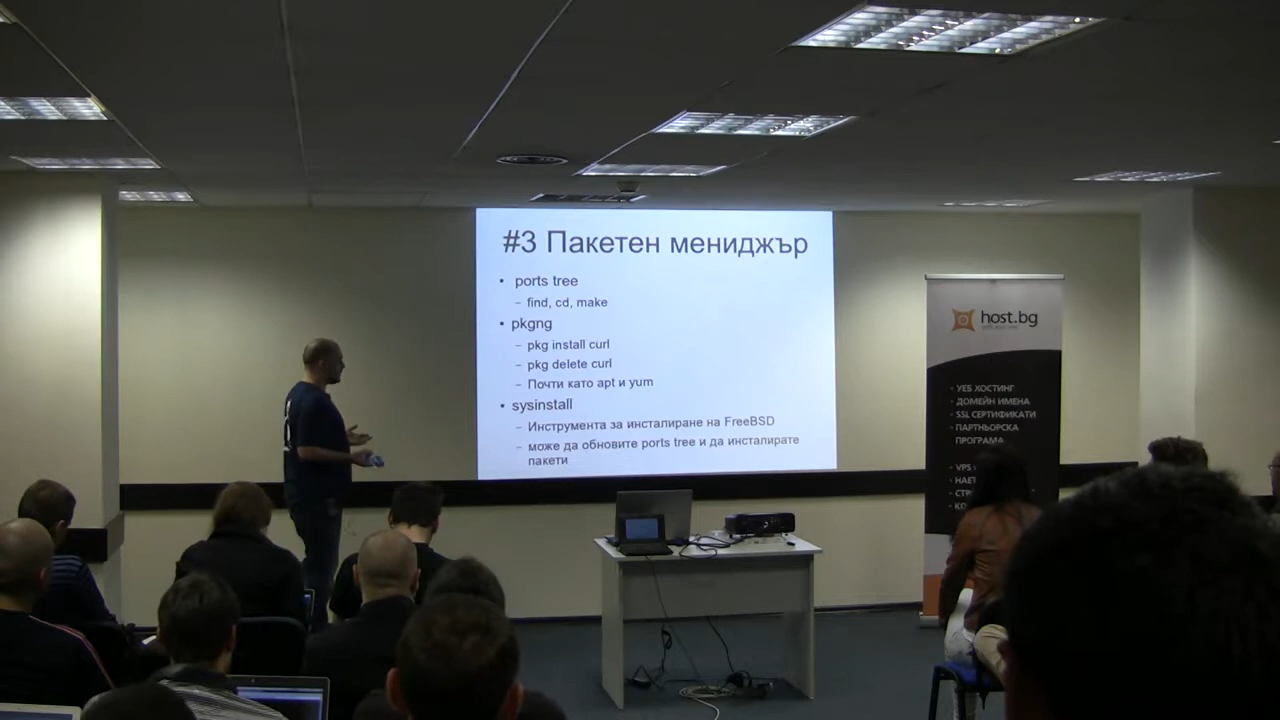 #3 Пакетен мениджър
• ports tree
– find, cd, make
• pkgng
– pkg install curl
– pkg delete curl
– Почти като apt и yum
• sysinstall
– Инструмента за инсталиране на FreeBSD
– може да обновите ports tree и да инсталирате
пакети
host.bg
• УЕБ ХОСТИНГ
• ДОМЕЙН ИМЕНА
• SSL СЕРТИФИКАТИ
• ПАРТНЬОРСКА
ПРОГРАМА
• VPS